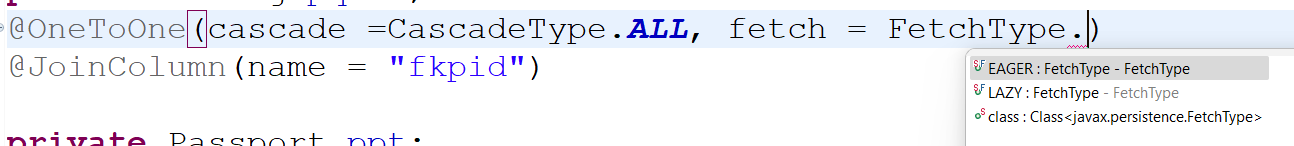 @OneToOne(cascade =CascadeType.ALL, fetch = FetchType.)
EAGER : FetchType - FetchType
@JoinColumn(name = "fkpid")
LAZY : FetchType - FetchType
class : Class<javax.persistence.FetchType>
private Passport ppt;